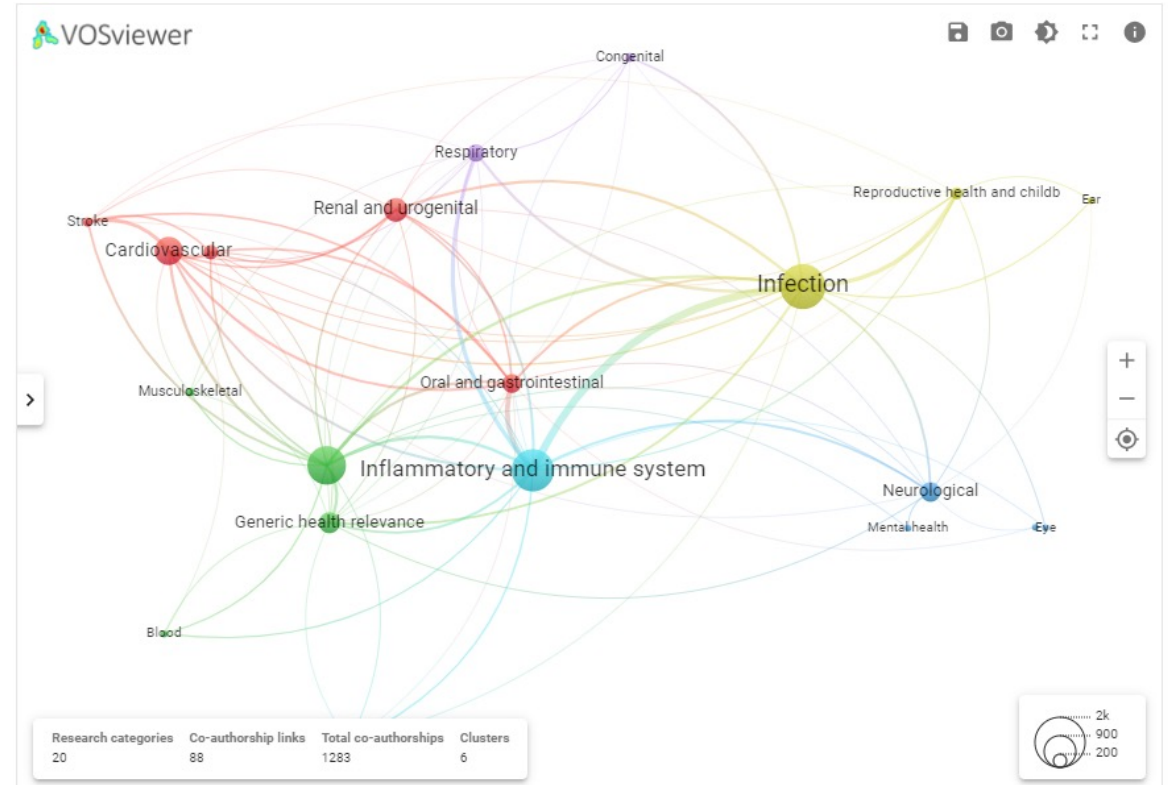 VOSviewer
Congenital
Respiratory
Reproductive health and childb
Ear
Renal and urogenital
Stroke
Cardiovascular
Infection
Oral and gastrointestinal
Musculoskeletal
Inflammatory and immune system
Neurological
Generic health relevance
Mental health
Eye
Blood
Research categories
20
Co-authorship links
88
Total co-authorships
1283
Clusters
6
2k
900
200